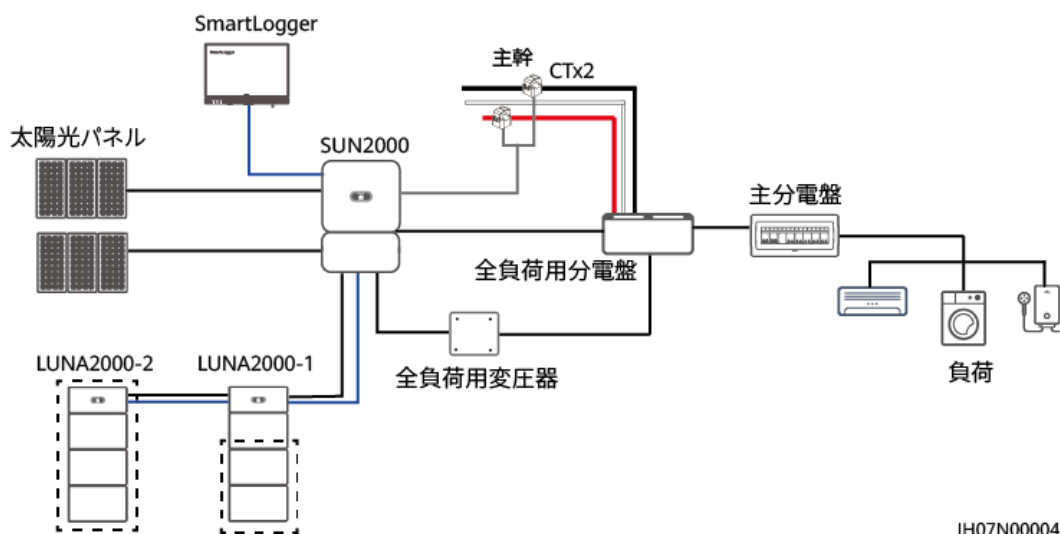 SmartLogger
主幹
CTx2
太陽光パネル
SUN2000
主分電盤
全負荷用分電盤
LUNA2000-2
LUNA2000-1
全負荷用変圧器
負荷
IH07N00004